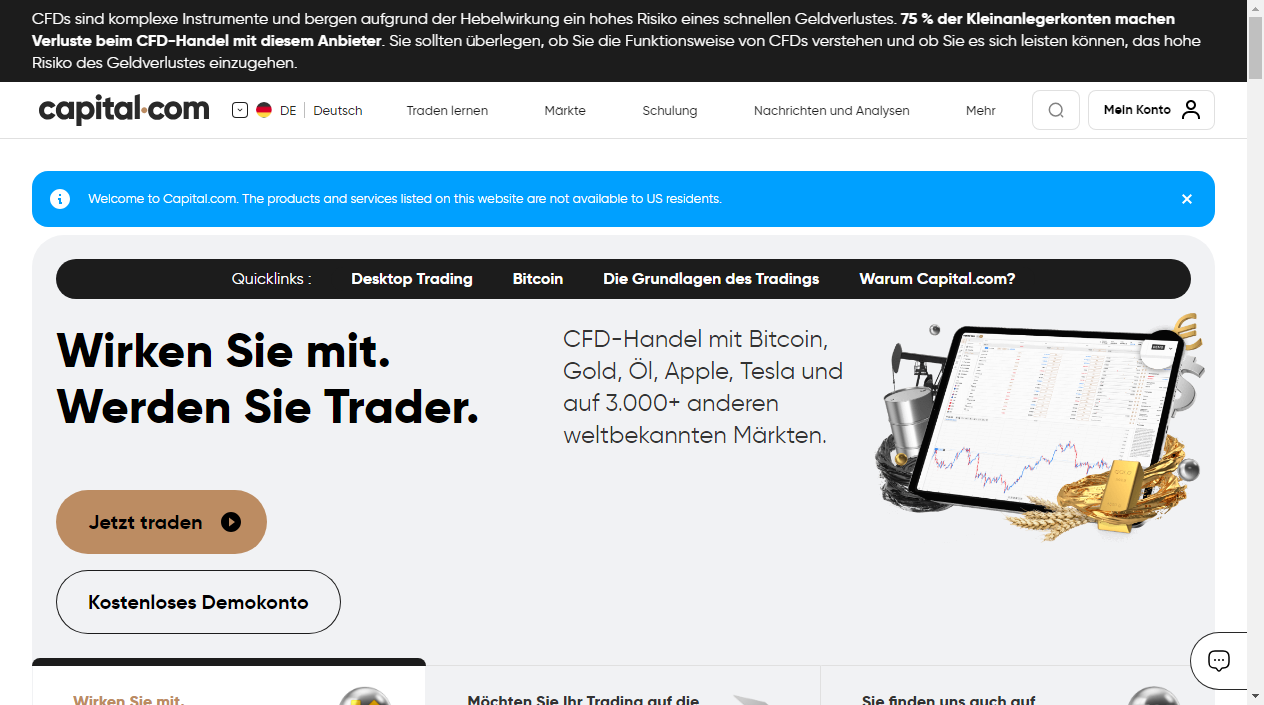 CFDs sind komplexe Instrumente und bergen aufgrund der Hebelwirkung ein hohes Risiko eines schnellen Geldverlustes. 75 % der Kleinanlegerkonten machen
Verluste beim CFD-Handel mit diesem Anbieter. Sie sollten überlegen, ob Sie die Funktionsweise von CFDs verstehen und ob Sie es sich leisten können, das hohe
Risiko des Geldverlustes einzugehen.
capital.com DE Deutsch Traden lernen Märkte Schulung Nachrichten und Analysen Mehr Mein Konto
Welcome to Capital.com. The products and services listed on this website are not available to US residents.
Quicklinks : Desktop Trading Bitcoin Die Grundlagen des Tradings Warum Capital.com?
Wirken Sie mit.
Werden Sie Trader.
CFD-Handel mit Bitcoin,
Gold, Öl, Apple, Tesla und
auf 3.000+ anderen
weltbekannten Märkten.
Jetzt traden
Kostenloses Demokonto
Wirken Sie mit.
Möchten Sie Ihr Trading auf die
Sie finden uns auch auf